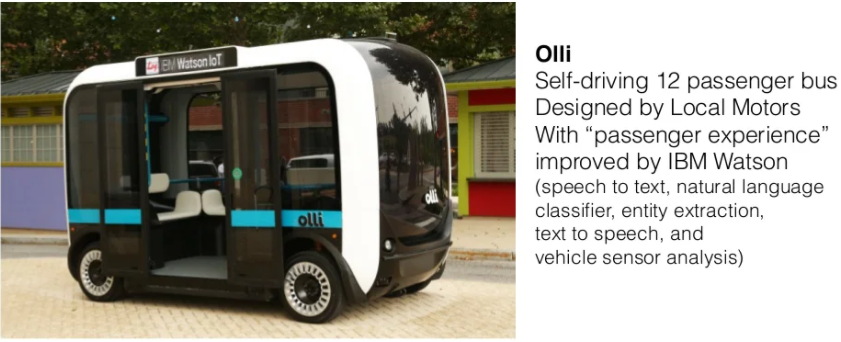 IBM Watson IoT
olli
olli
Olli
Self-driving 12 passenger bus
Designed by Local Motors
With “passenger experience”
improved by IBM Watson
(speech to text, natural language
classifier, entity extraction,
text to speech, and
vehicle sensor analysis)